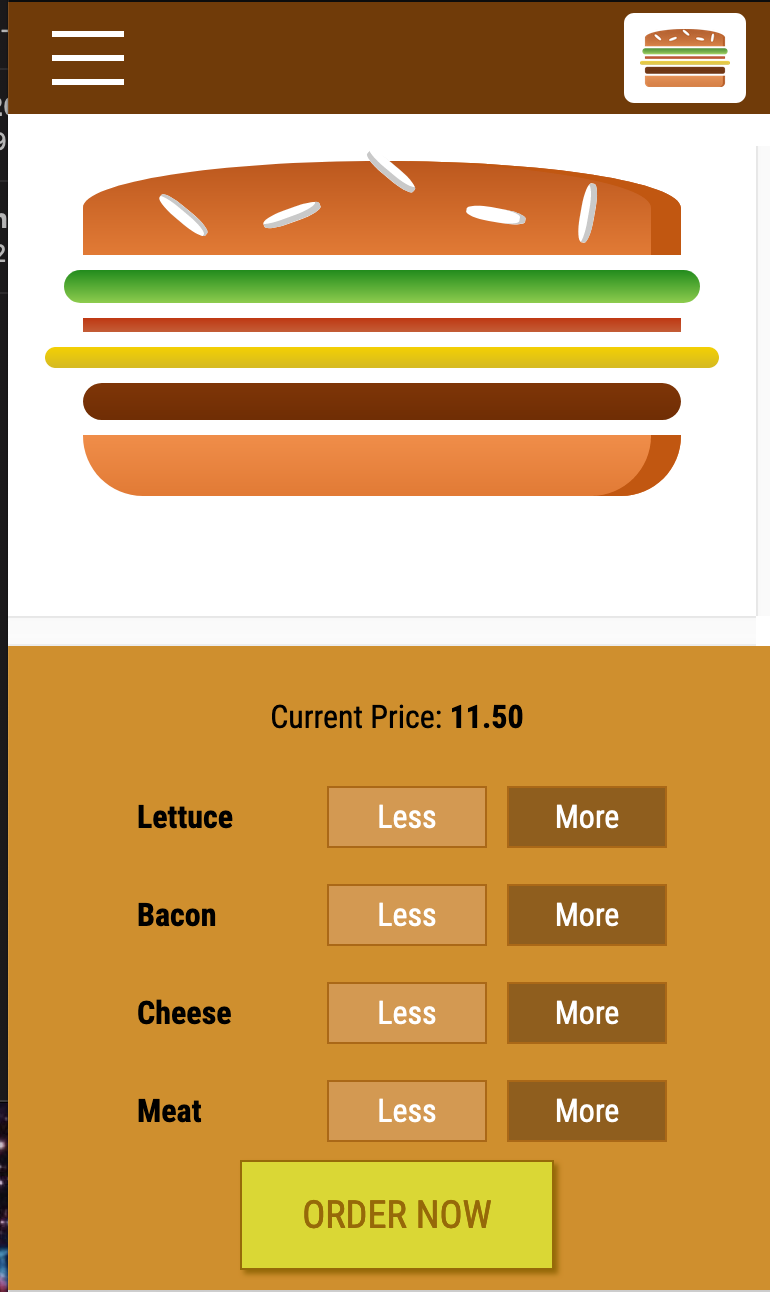 Current Price: 11.50
Lettuce Less More
Bacon Less More
Cheese Less More
Meat Less More
ORDER NOW